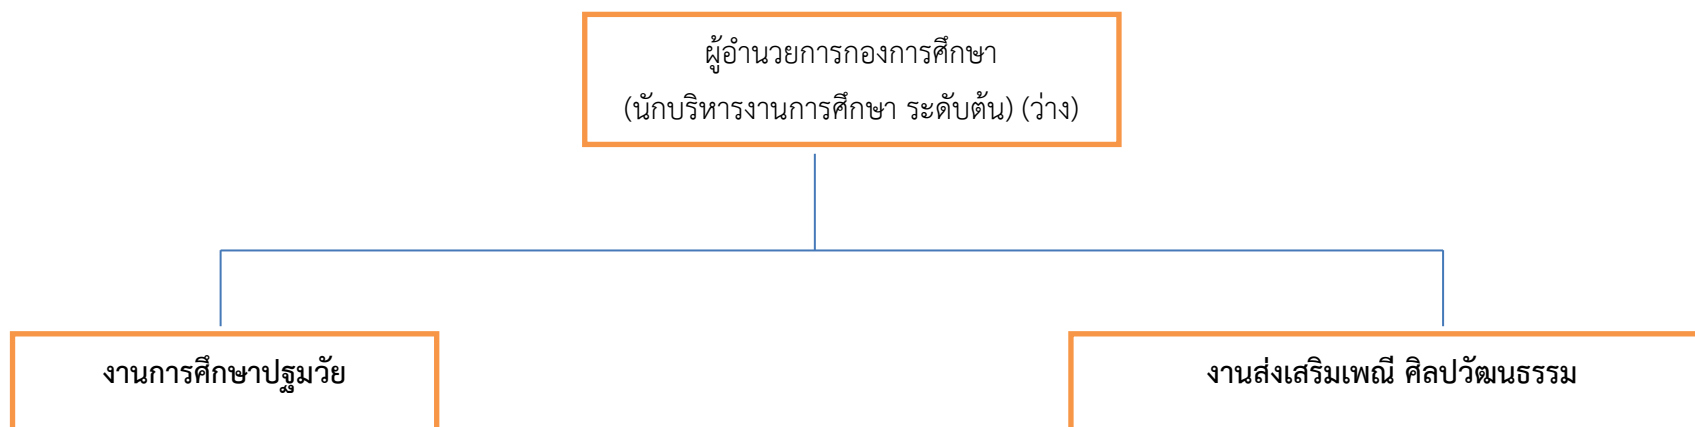 ผู้อำนวยการกองการศึกษา
(นักบริหารงานการศึกษา ระดับต้น) (ว่าง)
งานการศึกษาปฐมวัย
งานส่งเสริมเพณี ศิลปวัฒนธรรม